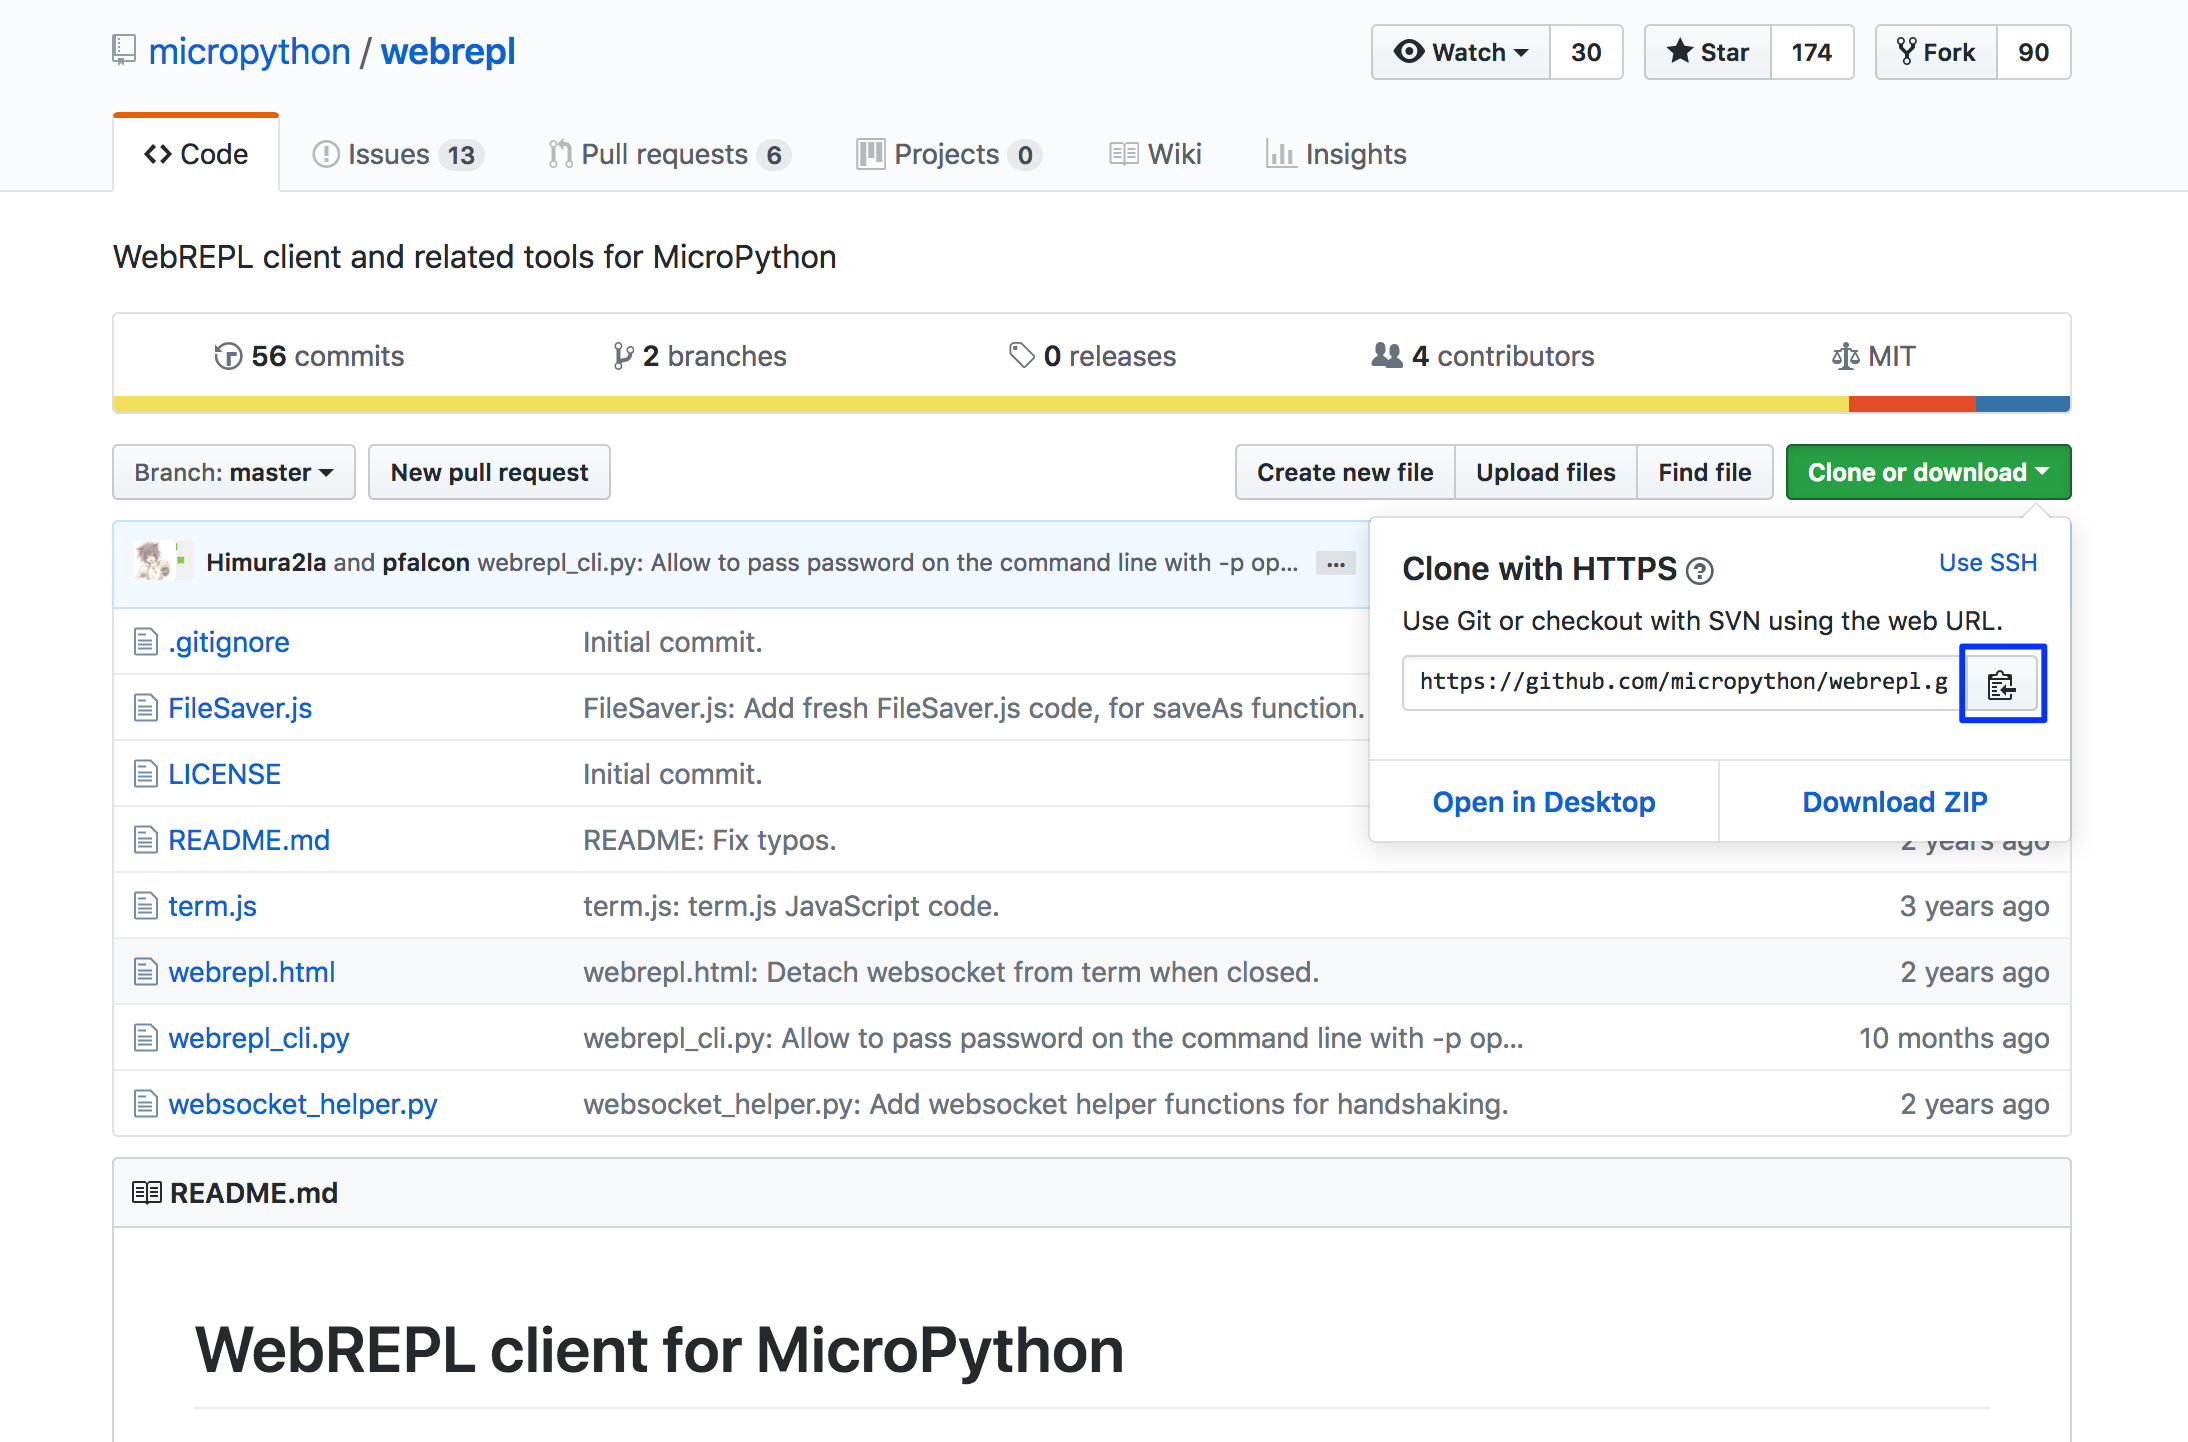 micropython / webrepl
Watch 30 Star 174 Fork 90
Code Issues 13 Pull requests 6 Projects 0 Wiki Insights
WebREPL client and related tools for MicroPython
56 commits 2 branches 0 releases 4 contributors MIT
Branch: master New pull request Create new file Upload files Find file Clone or download
Himura2la and pfalcon webrepl_cli.py: Allow to pass password on the command line with -p op... ...
Clone with HTTPS ? Use SSH
Use Git or checkout with SVN using the web URL.
https://github.com/micropython/webrepl.g
Open in Desktop Download ZIP
.gitignore Initial commit.
FileSaver.js FileSaver.js: Add fresh FileSaver.js code, for saveAs function.
LICENSE Initial commit.
README.md README: Fix typos. 2 years ago
term.js term.js: term.js JavaScript code. 3 years ago
webrepl.html webrepl.html: Detach websocket from term when closed. 2 years ago
webrepl_cli.py webrepl_cli.py: Allow to pass password on the command line with -p op... 10 months ago
websocket_helper.py websocket_helper.py: Add websocket helper functions for handshaking. 2 years ago
README.md
WebREPL client for MicroPython